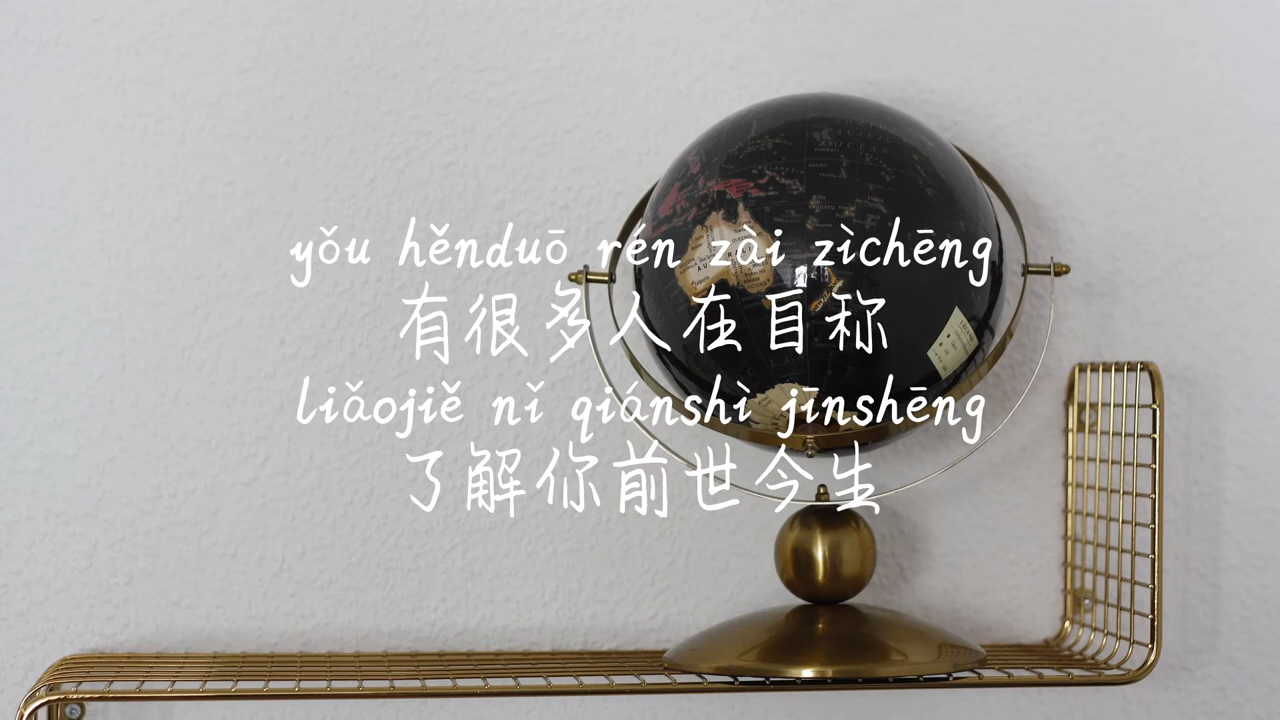 yǒu hěnduō rén zài zìchēng
有很多人在自称
liǎojiě nǐ qiánshì jīnshēng
了解你前世今生